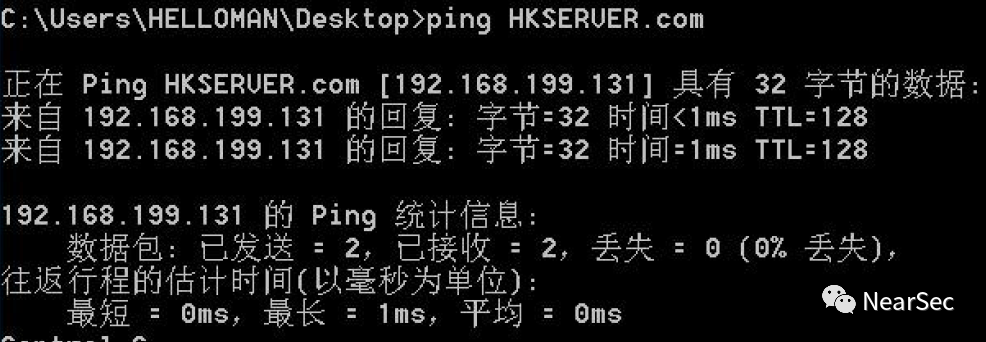 C:\Users\HELLOMAN\Desktop>ping HKSERVER.com
正在 Ping HKSERVER.com [192.168.199.131] 具有 32 字节的数据:
来自 192.168.199.131 的回复: 字节=32 时间<1ms TTL=128
来自 192.168.199.131 的回复: 字节=32 时间=1ms TTL=128
192.168.199.131 的 Ping 统计信息:
数据包: 已发送 = 2, 已接收 = 2, 丢失 = 0 (0% 丢失),
往返行程的估计时间(以毫秒为单位):
最短 = 0ms, 最长 = 1ms, 平均 = 0ms
NearSec